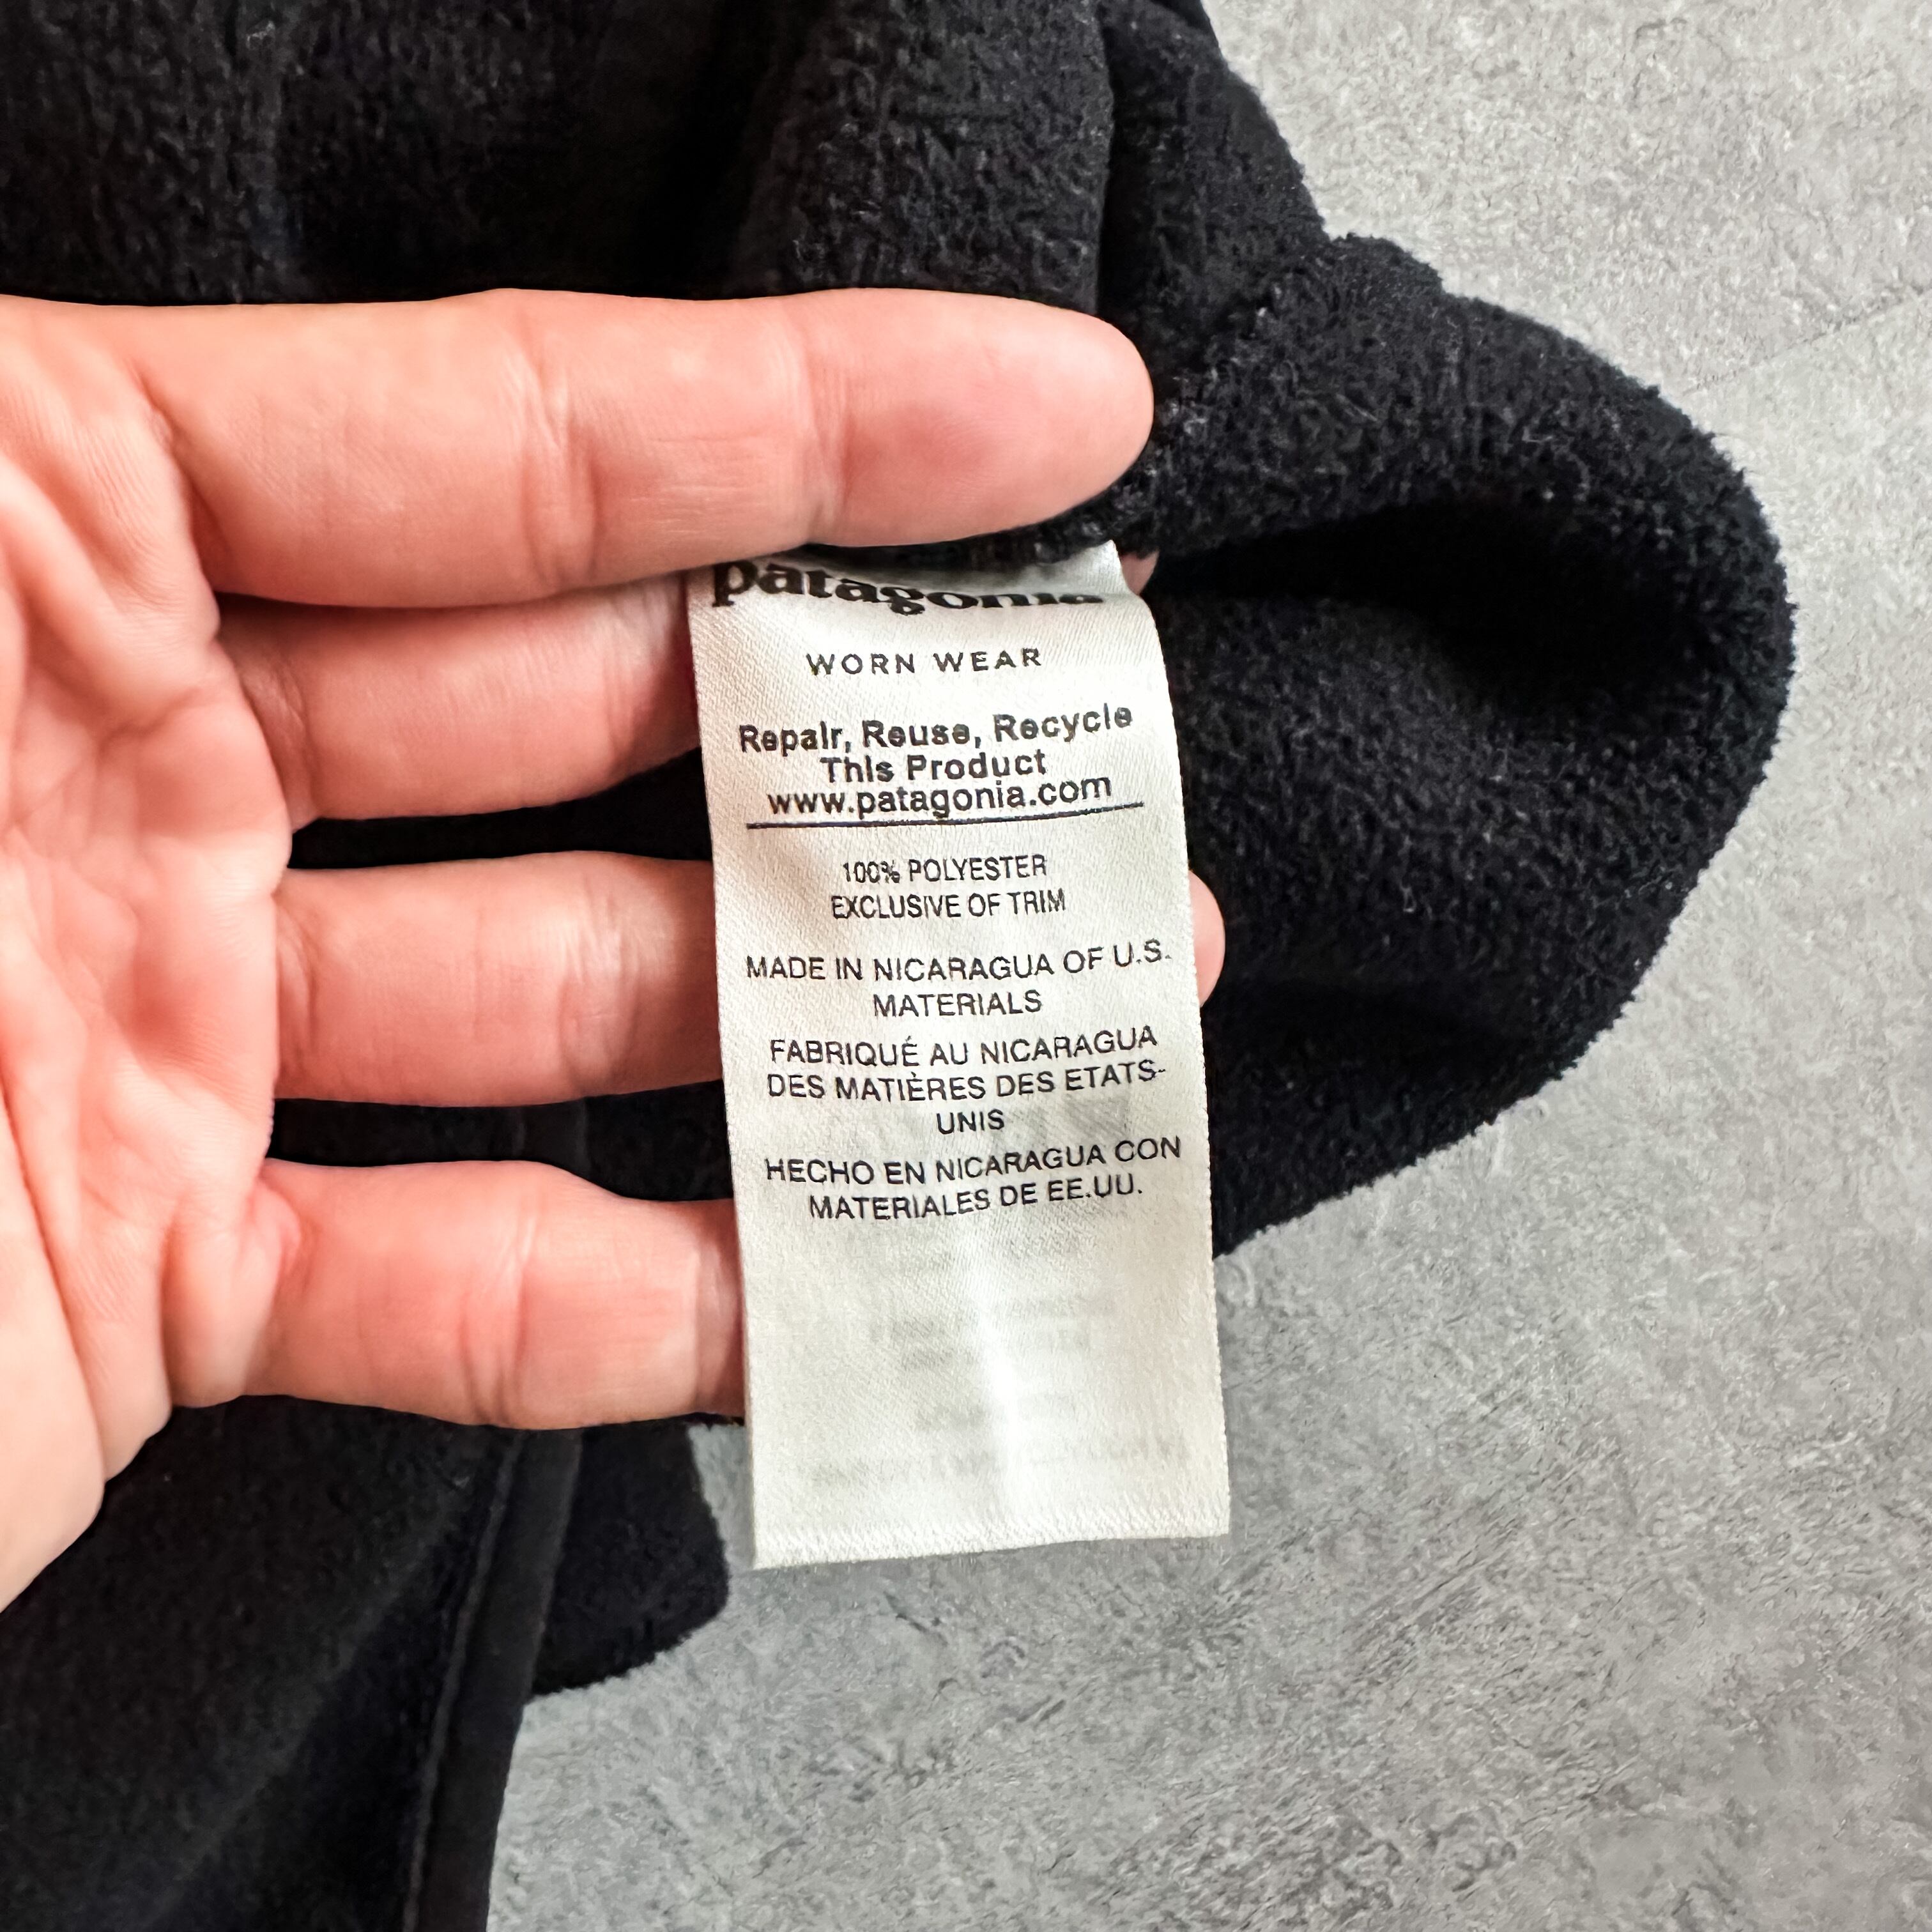 patagonia
WORN WEAR
Repair, Reuse, Recycle
This Product
www.patagonia.com
100% POLYESTER
EXCLUSIVE OF TRIM
MADE IN NICARAGUA OF U.S.
MATERIALS
FABRIQUÉ AU NICARAGUA
DES MATIÈRES DES ETATS-
UNIS
HECHO EN NICARAGUA CON
MATERIALES DE EE.UU.